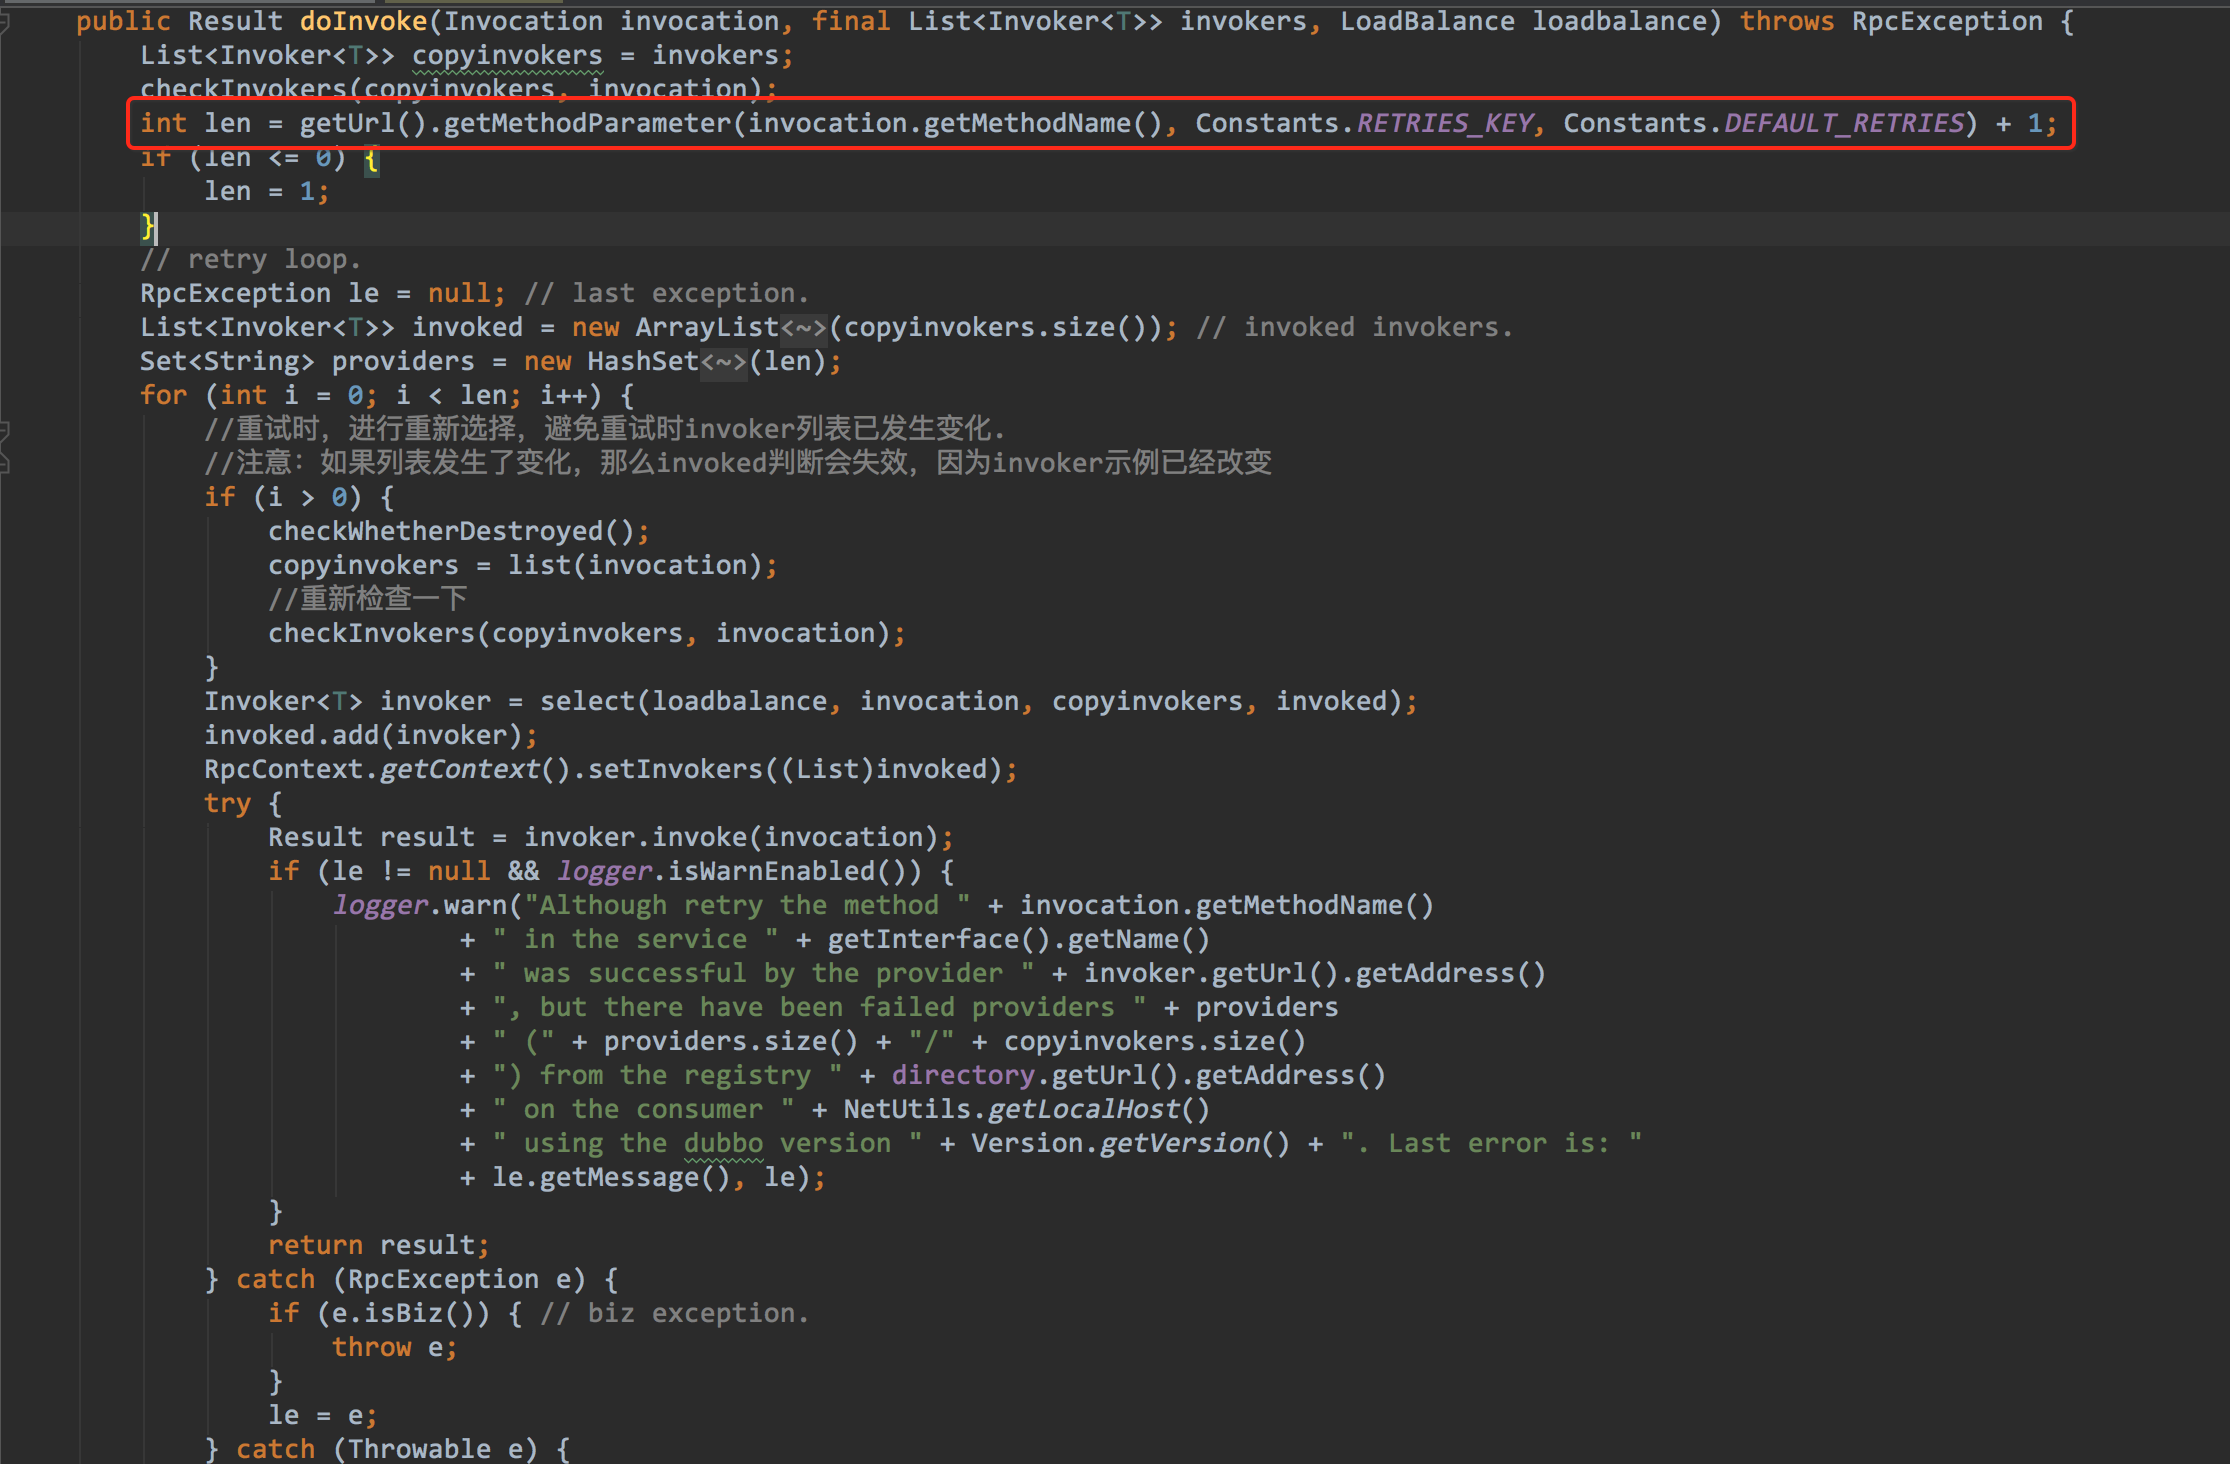 public Result doInvoke(Invocation invocation, final List<Invoker<T>> invokers, LoadBalance loadbalance) throws RpcException {
List<Invoker<T>> copyinvokers = invokers;
checkInvokers(copyinvokers, invocation);
int len = getUrl().getMethodParameter(invocation.getMethodName(), Constants.RETRIES_KEY, Constants.DEFAULT_RETRIES) + 1;
if (len <= 0) {
len = 1;
}
// retry loop.
RpcException le = null; // last exception.
List<Invoker<T>> invoked = new ArrayList<~>(copyinvokers.size()); // invoked invokers.
Set<String> providers = new HashSet<~>(len);
for (int i = 0; i < len; i++) {
//重试时，进行重新选择，避免重试时invoker列表已发生变化.
//注意：如果列表发生了变化，那么invoked判断会失效，因为invoker示例已经改变
if (i > 0) {
checkWhetherDestroyed();
copyinvokers = list(invocation);
//重新检查一下
checkInvokers(copyinvokers, invocation);
}
Invoker<T> invoker = select(loadbalance, invocation, copyinvokers, invoked);
invoked.add(invoker);
RpcContext.getContext().setInvokers((List)invoked);
try {
Result result = invoker.invoke(invocation);
if (le != null && logger.isWarnEnabled()) {
logger.warn("Although retry the method " + invocation.getMethodName()
+ " in the service " + getInterface().getName()
+ " was successful by the provider " + invoker.getUrl().getAddress()
+ ", but there have been failed providers " + providers
+ " (" + providers.size() + "/" + copyinvokers.size()
+ ") from the registry " + directory.getUrl().getAddress()
+ " on the consumer " + NetUtils.getLocalHost()
+ " using the dubbo version " + Version.getVersion() + ". Last error is: "
+ le.getMessage(), le);
}
return result;
} catch (RpcException e) {
if (e.isBiz()) { // biz exception.
throw e;
}
le = e;
} catch (Throwable e) {